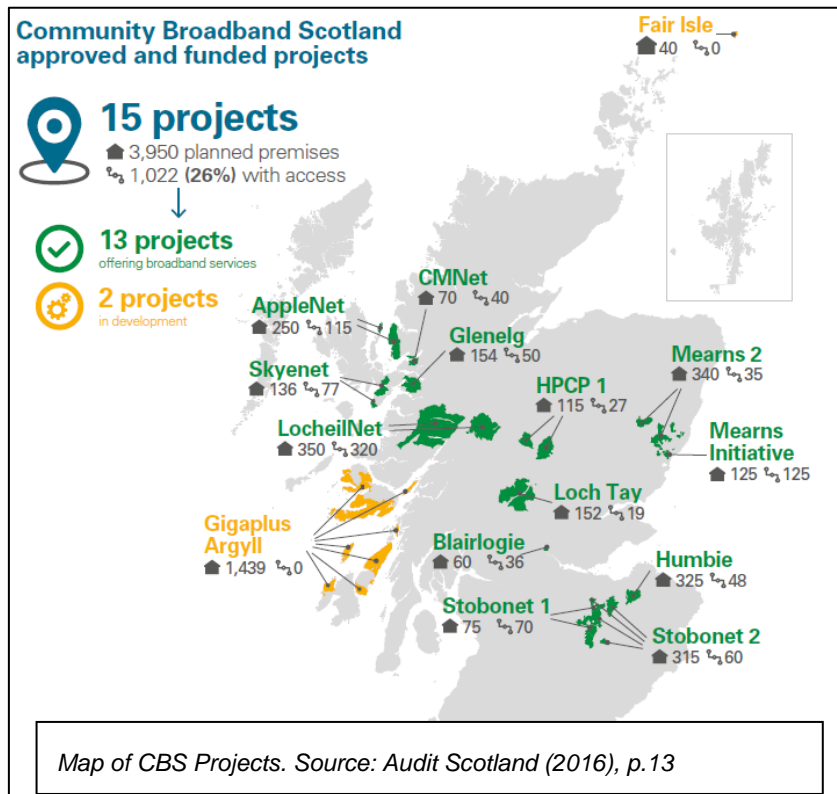 Community Broadband Scotland
approved and funded projects
Fair Isle
40 0
15 projects
3,950 planned premises
1,022 (26%) with access
13 projects
offering broadband services
2 projects
in development
CMNet
70 40
AppleNet
250 115
Glenelg
154 50
Mearns 2
340 35
Skyenet
136 77
HPCP 1
115 27
LocheilNet
350 320
Mearns
Initiative
125 125
Loch Tay
152 19
Gigaplus
Argyll
1,439 0
Blairlogie
60 36
Humbie
325 48
Stobonet 1
75 70
Stobonet 2
315 60
Map of CBS Projects. Source: Audit Scotland (2016), p.13